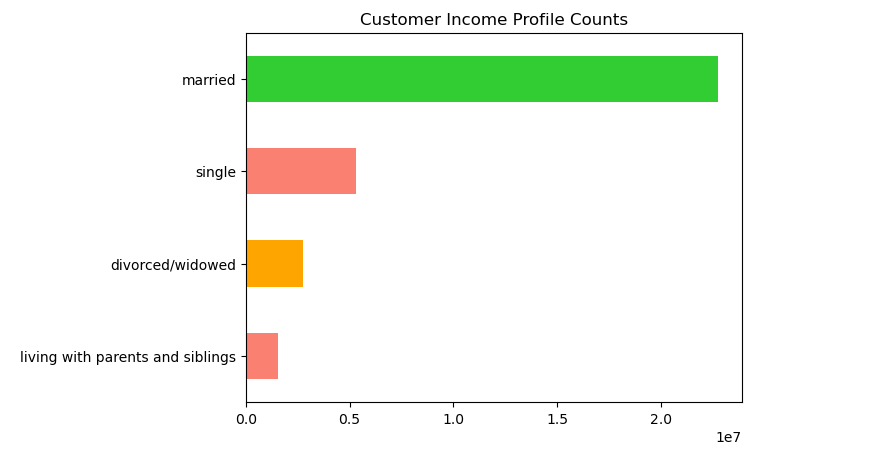 Customer Income Profile Counts
married
single
divorced/widowed
living with parents and siblings
0.0 0.5 1.0 1.5 2.0
1e7